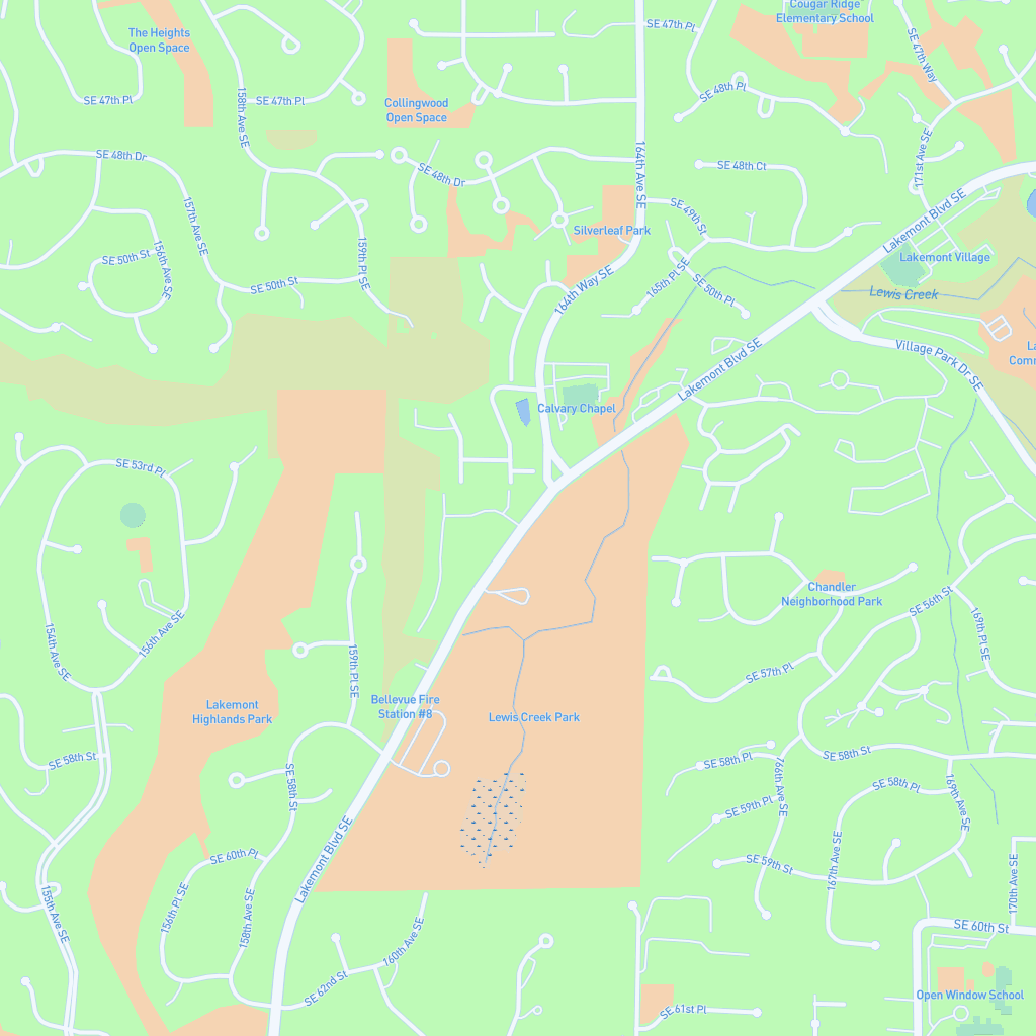 Cougar Ridge
Elementary School
SE 47th Pl
The Heights
Open Space
SE 47th Way
SE 47th Pl
158th Ave SE
SE 47th Pl
Collingwood
Open Space
SE 48th Pl
SE 48th Dr
SE 48th Dr
164th Ave SE
SE 48th Ct
171st Ave SE
157th Ave SE
SE 49th St
Silverleaf Park
Lakemont Blvd SE
Lakemont Village
SE 50th St
156th Ave SE
159th Pl SE
SE 50th St
164th Way SE
165th Pl SE
SE 50th Pl
Lewis Creek
Village Park Dr SE
La
Comm
Lakemont Blvd SE
Calvary Chapel
SE 53rd Pl
154th Ave SE
156th Ave SE
159th Pl SE
Chandler
Neighborhood Park
SE 56th St
169th Pl SE
SE 57th Pl
Lakemont
Highlands Park
Bellevue Fire
Station #8
Lewis Creek Park
SE 58th St
SE 58th St
SE 58th Pl
SE 58th St
166th Ave SE
SE 58th Pl
169th Ave SE
SE 59th Pl
Lakemont Blvd SE
SE 60th Pl
SE 59th St
167th Ave SE
170th Ave SE
155th Ave SE
156th Pl SE
158th Ave SE
160th Ave SE
SE 60th St
SE 62nd St
SE 61st Pl
Open Window School